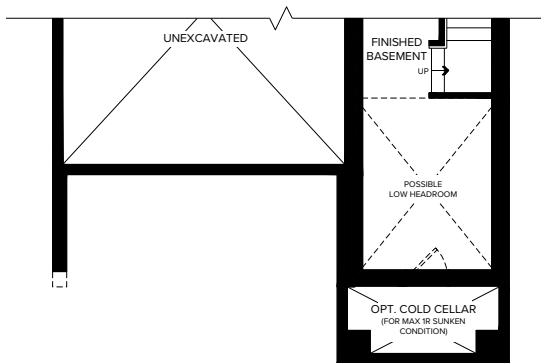 UNEXCAVATED
FINISHED
BASEMENT
UP
POSSIBLE
LOW HEADROOM
OPT. COLD CELLAR
(FOR MAX 1R SUNKEN
CONDITION)